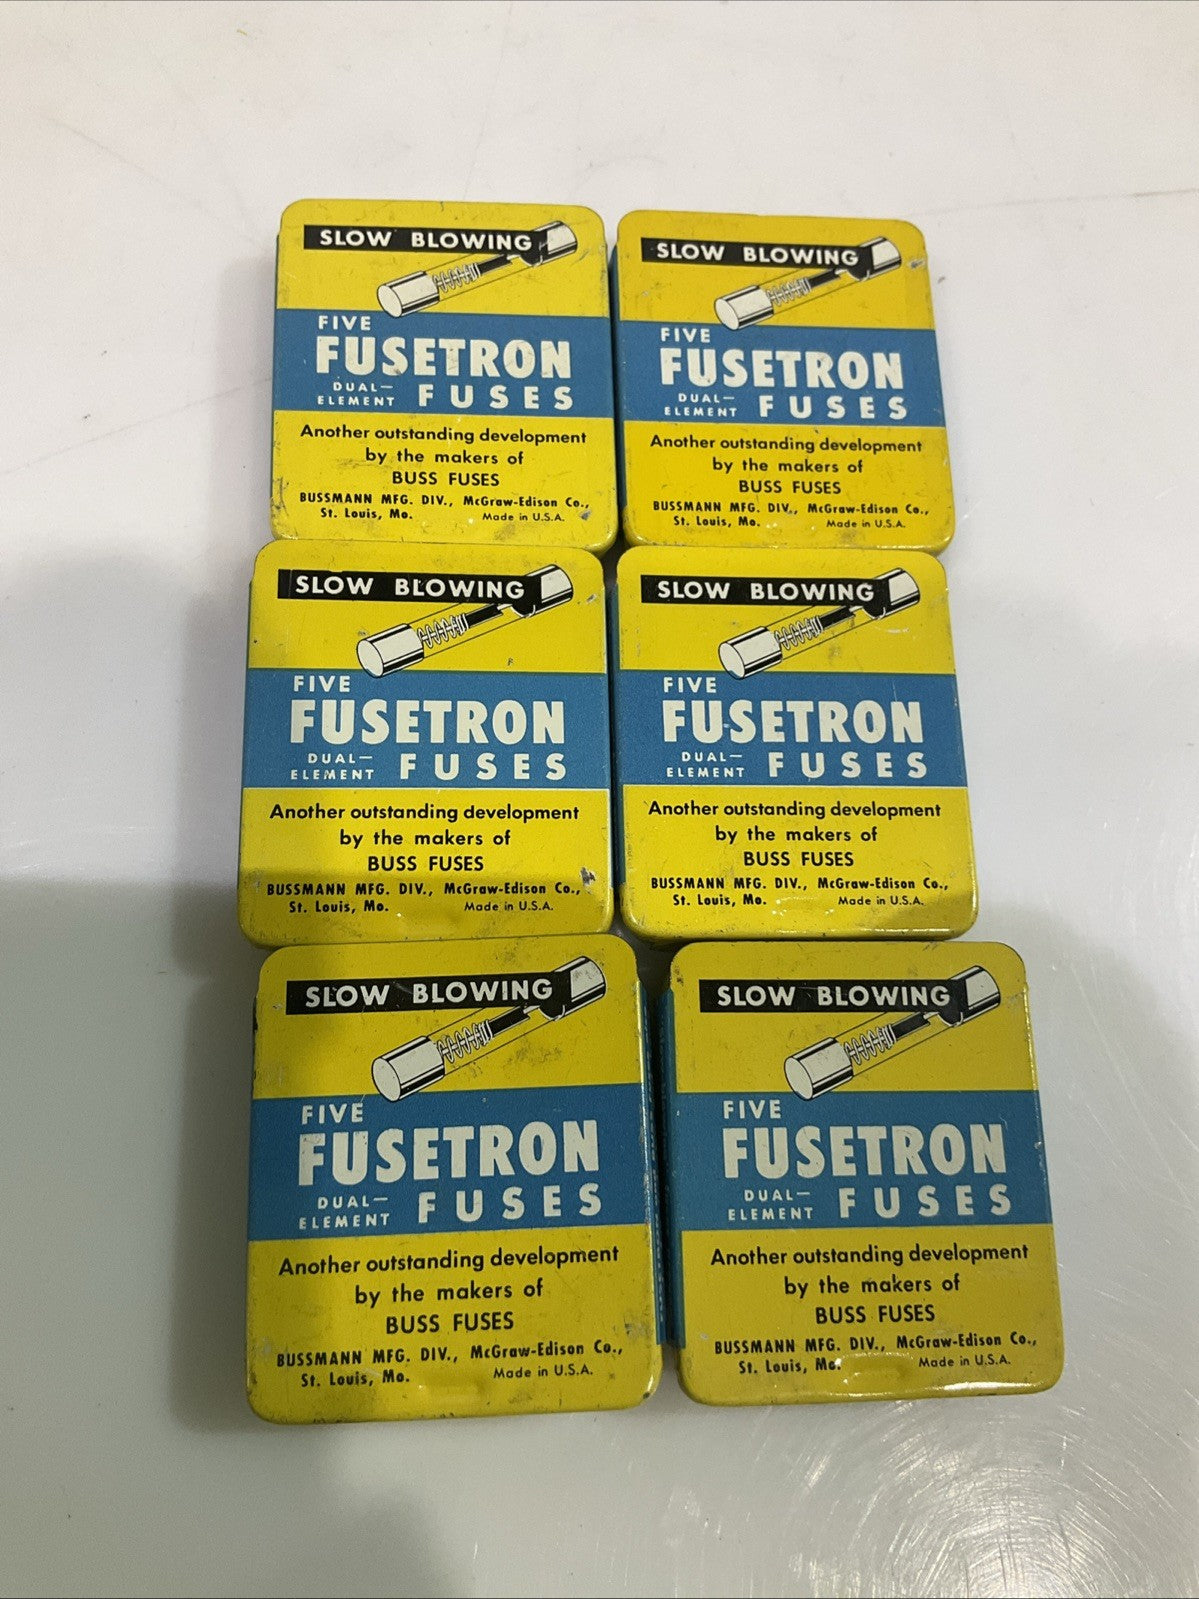 SLOW BLOWING
FIVE
FUSETRON
DUAL—
ELEMENT FUSES
Another outstanding development
by the makers of
BUSS FUSES
BUSSMANN MFG. DIV., McGraw-Edison Co.,
St. Louis, Mo. Made in U.S.A.
SLOW BLOWING
FIVE
FUSETRON
DUAL—
ELEMENT FUSES
Another outstanding development
by the makers of
BUSS FUSES
BUSSMANN MFG. DIV., McGraw-Edison Co.,
St. Louis, Mo. Made in U.S.A.
SLOW BLOWING
FIVE
FUSETRON
DUAL—
ELEMENT FUSES
Another outstanding development
by the makers of
BUSS FUSES
BUSSMANN MFG. DIV., McGraw-Edison Co.,
St. Louis, Mo. Made in U.S.A.
SLOW BLOWING
FIVE
FUSETRON
DUAL—
ELEMENT FUSES
Another outstanding development
by the makers of
BUSS FUSES
BUSSMANN MFG. DIV., McGraw-Edison Co.,
St. Louis, Mo. Made in U.S.A.
SLOW BLOWING
FIVE
FUSETRON
DUAL—
ELEMENT FUSES
Another outstanding development
by the makers of
BUSS FUSES
BUSSMANN MFG. DIV., McGraw-Edison Co.,
St. Louis, Mo. Made in U.S.A.
SLOW BLOWING
FIVE
FUSETRON
DUAL—
ELEMENT FUSES
Another outstanding development
by the makers of
BUSS FUSES
BUSSMANN MFG. DIV., McGraw-Edison Co.,
St. Louis, Mo. Made in U.S.A.